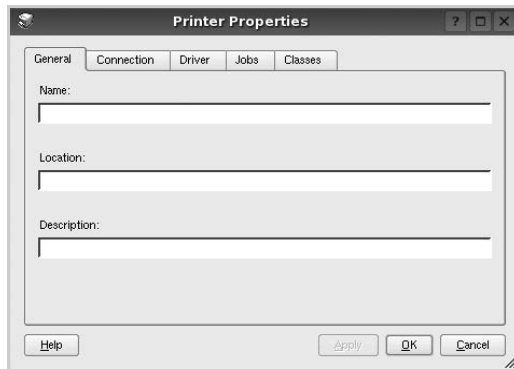 Printer Properties
General Connection Driver Jobs Classes
Name:
Location:
Description:
Help Apply OK Cancel